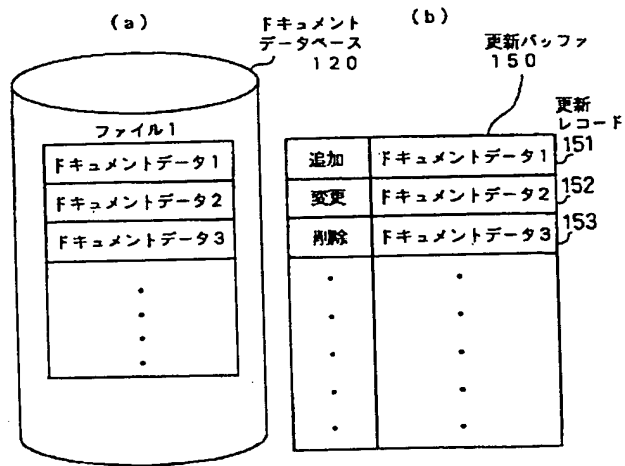 (a)
ドキュメント
データベース
120
ファイル1
ドキュメントデータ1
ドキュメントデータ2
ドキュメントデータ3
(b)
更新バッファ
150
更新
レコード
追加 ドキュメントデータ1 151
変更 ドキュメントデータ2 152
削除 ドキュメントデータ3 153